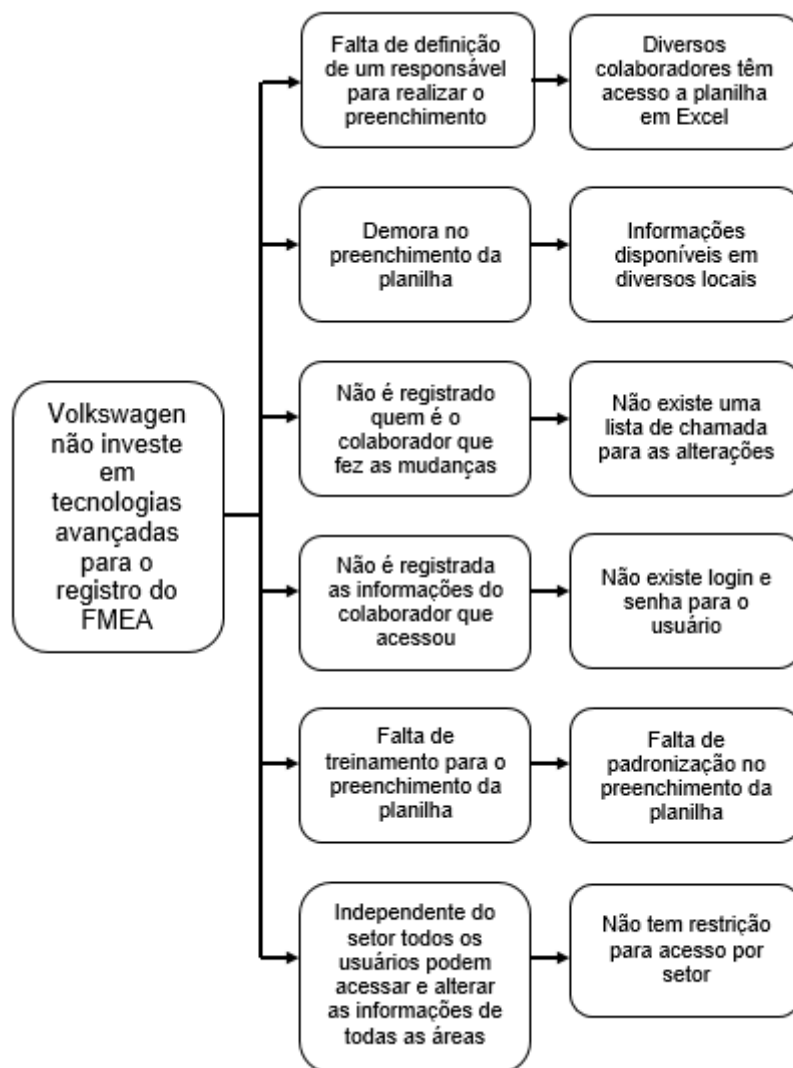 Falta de definição
de um responsável
para realizar o
preenchimento
Diversos
colaboradores têm
acesso a planilha
em Excel
Demora no
preenchimento da
planilha
Informações
disponíveis em
diversos locais
Volkswagen
não investe
em
tecnologias
avançadas
para o
registro do
FMEA
Não é registrado
quem é o
colaborador que
fez as mudanças
Não existe uma
lista de chamada
para as alterações
Não é registrada
as informações do
colaborador que
acessou
Não existe login e
senha para o
usuário
Falta de
treinamento para o
preenchimento da
planilha
Falta de
padronização no
preenchimento da
planilha
Independente do
setor todos os
usuários podem
acessar e alterar
as informações de
todas as áreas
Não tem restrição
para acesso por
setor